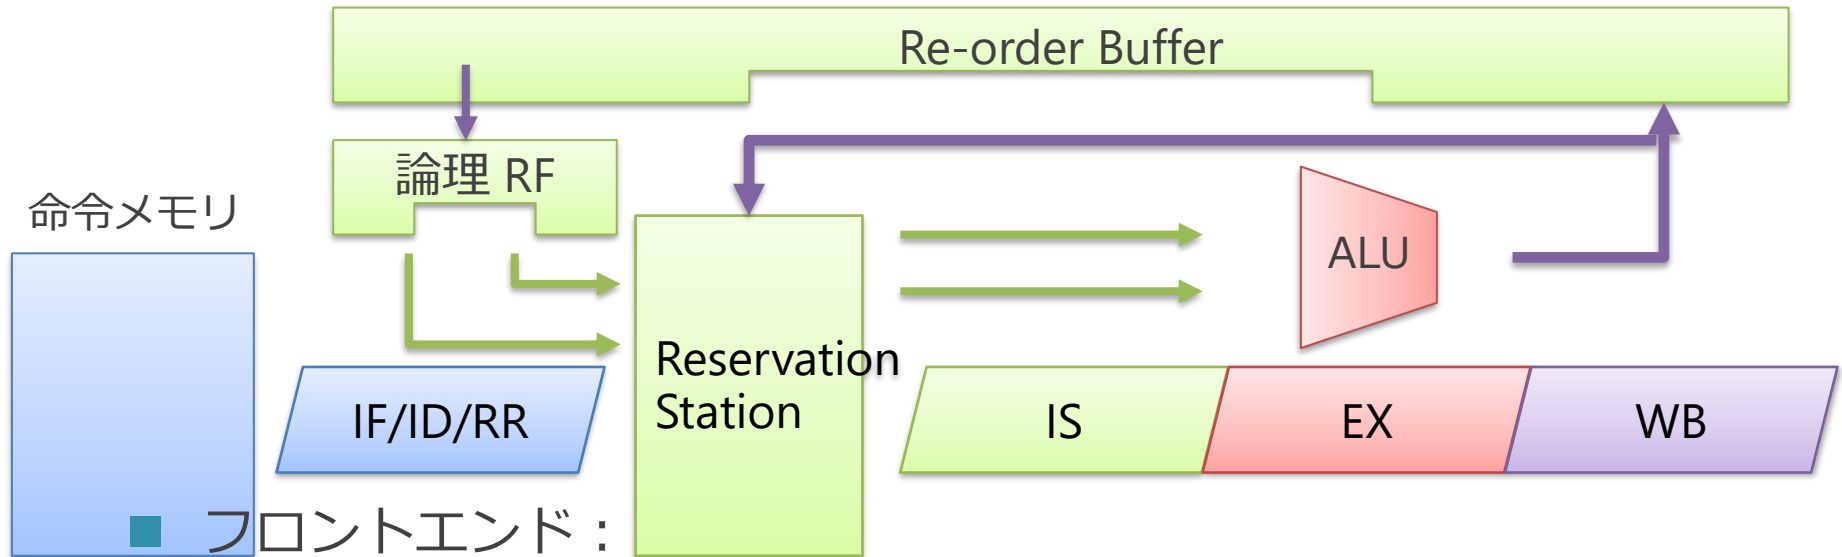 Re-order Buffer
論理 RF
命令メモリ
ALU
Reservation
Station
IF/ID/RR
IS
EX
WB
■ フロントエンド：